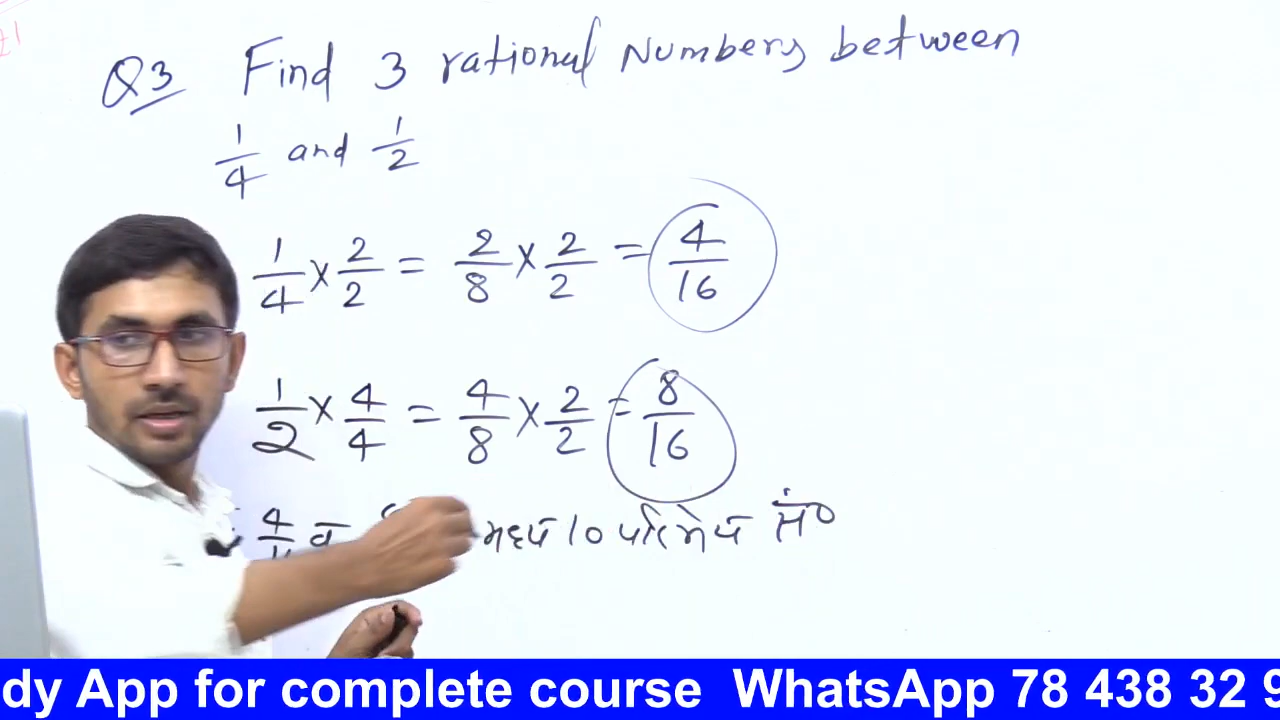 Q3 Find 3 rational Numbers between
1/4 and 1/2
1/4 × 2/2 = 2/8 × 2/2 = 4/16
1/2 × 4/4 = 4/8 × 2/2 = 8/16
व मध्य 10 परिमेय सं०
dy App for complete course WhatsApp 78 438 32 9